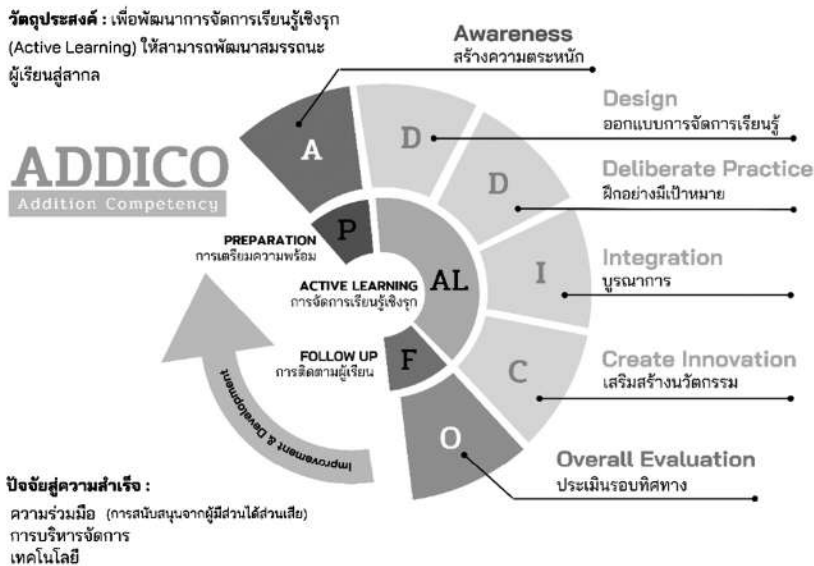 วัตถุประสงค์ : เพื่อพัฒนาการจัดการเรียนรู้เชิงรุก
(Active Learning) ให้สามารถพัฒนาสมรรถนะ
ผู้เรียนสู่สากล
ADDICO
Addition Competency
Awareness
สร้างความตระหนัก
Design
ออกแบบการจัดการเรียนรู้
Deliberate Practice
ฝึกอย่างมีเป้าหมาย
Integration
บูรณาการ
Create Innovation
เสริมสร้างนวัตกรรม
Overall Evaluation
ประเมินรอบทิศทาง
A
D
D
I
C
O
P
AL
F
PREPARATION
การเตรียมความพร้อม
ACTIVE LEARNING
การจัดการเรียนรู้เชิงรุก
FOLLOW UP
การติดตามผู้เรียน
Improvement & Development
ปัจจัยสู่ความสำเร็จ :
ความร่วมมือ (การสนับสนุนจากผู้มีส่วนได้ส่วนเสีย)
การบริหารจัดการ
เทคโนโลยี